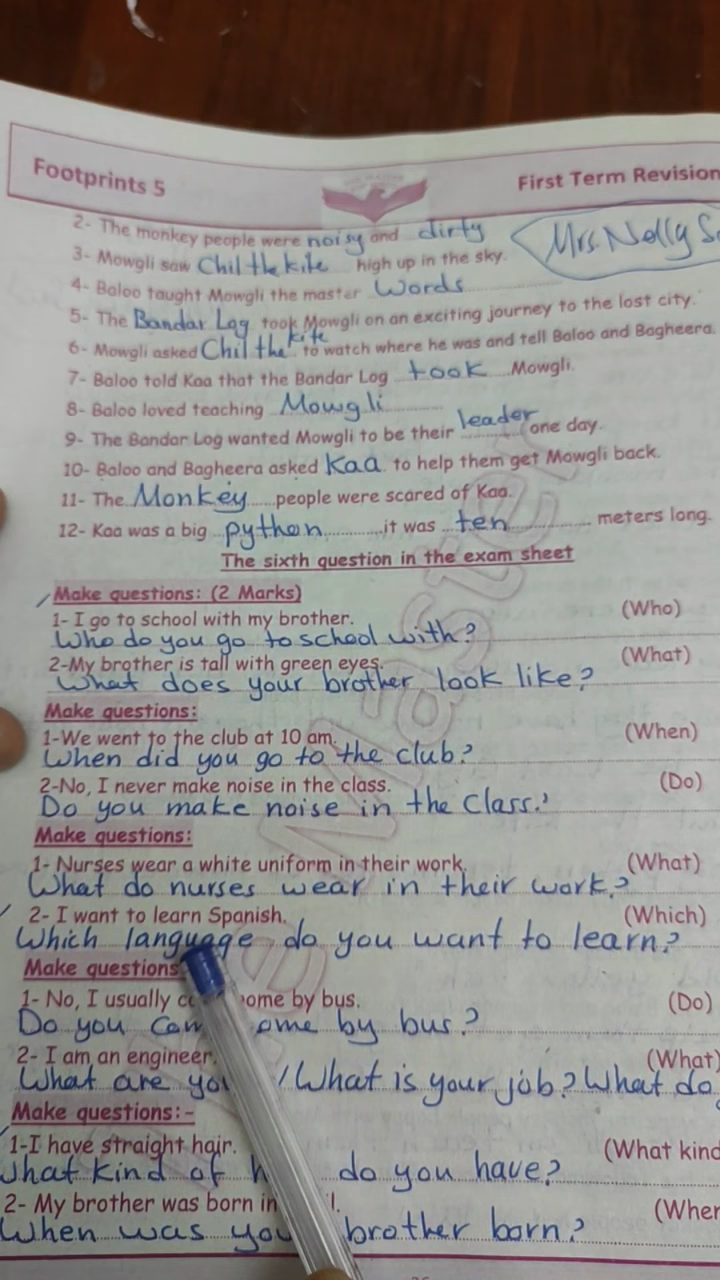 Footprints 5
First Term Revision
2- The monkey people were noisy and dirty
Mrs. Nelly
3- Mowgli saw Chil the kite high up in the sky.
4- Baloo taught Mowgli the master Words
5- The Bandar Log took Mowgli on an exciting journey to the lost city.
6- Mowgli asked Chil the kite to watch where he was and tell Baloo and Bagheera.
7- Baloo told Kaa that the Bandar Log took Mowgli.
8- Baloo loved teaching Mowgli
9- The Bandar Log wanted Mowgli to be their leader one day.
10- Baloo and Bagheera asked Kaa to help them get Mowgli back.
11- The Monkey people were scared of Kaa.
12- Kaa was a big python it was ten meters long.
The sixth question in the exam sheet
Make questions: (2 Marks)
1- I go to school with my brother. (Who)
Who do you go to school with?
2-My brother is tall with green eyes. (What)
What does your brother look like?
Make questions:
1-We went to the club at 10 am. (When)
When did you go to the club?
2-No, I never make noise in the class. (Do)
Do you make noise in the class?
Make questions:
1- Nurses wear a white uniform in their work. (What)
What do nurses wear in their work?
2- I want to learn Spanish. (Which)
Which language do you want to learn?
Make questions
1- No, I usually ome by bus. (Do)
Do you ome by bus?
2- I am an engineer. (What)
What are / What is your job? What do
Make questions:-
1-I have straight hair. (What kind
What kind of do you have?
2- My brother was born in (When
When was brother born?
The Master